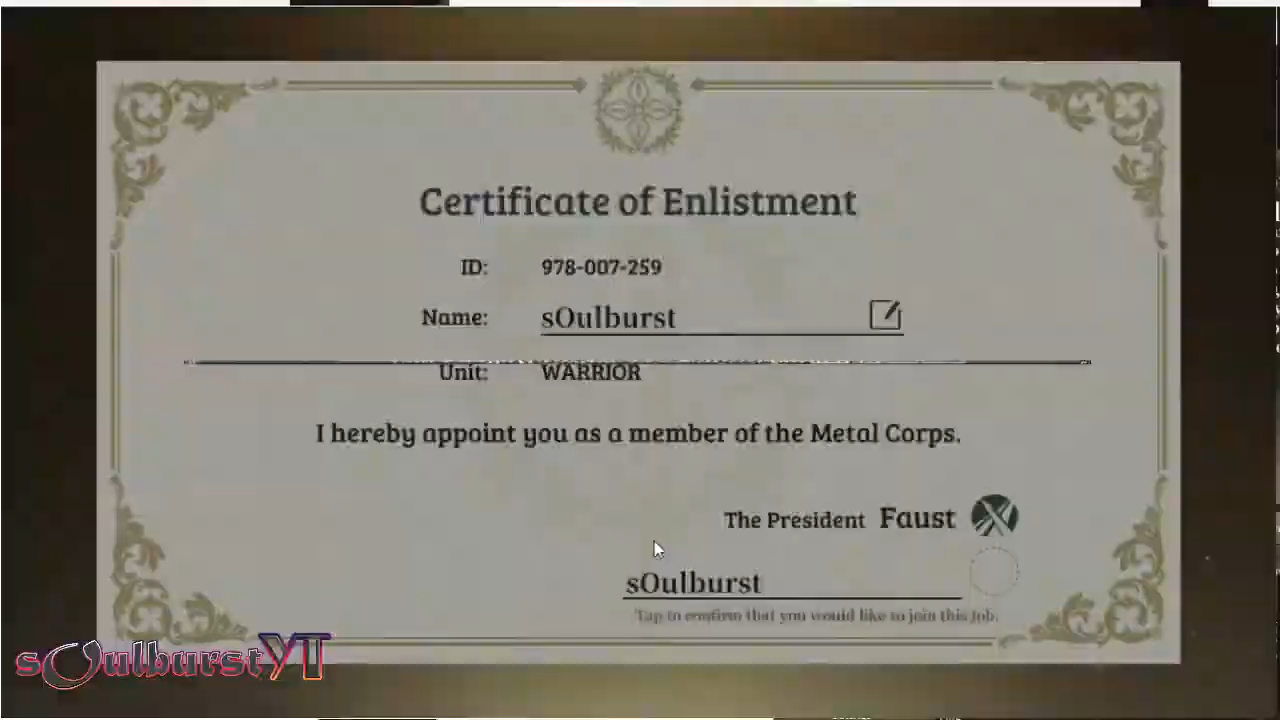 Certificate of Enlistment
ID: 978-007-259
Name: sOulburst
Unit: WARRIOR
I hereby appoint you as a member of the Metal Corps.
The President Faust
sOulburst
Tap to confirm that you would like to join this job.
sOulburstYT